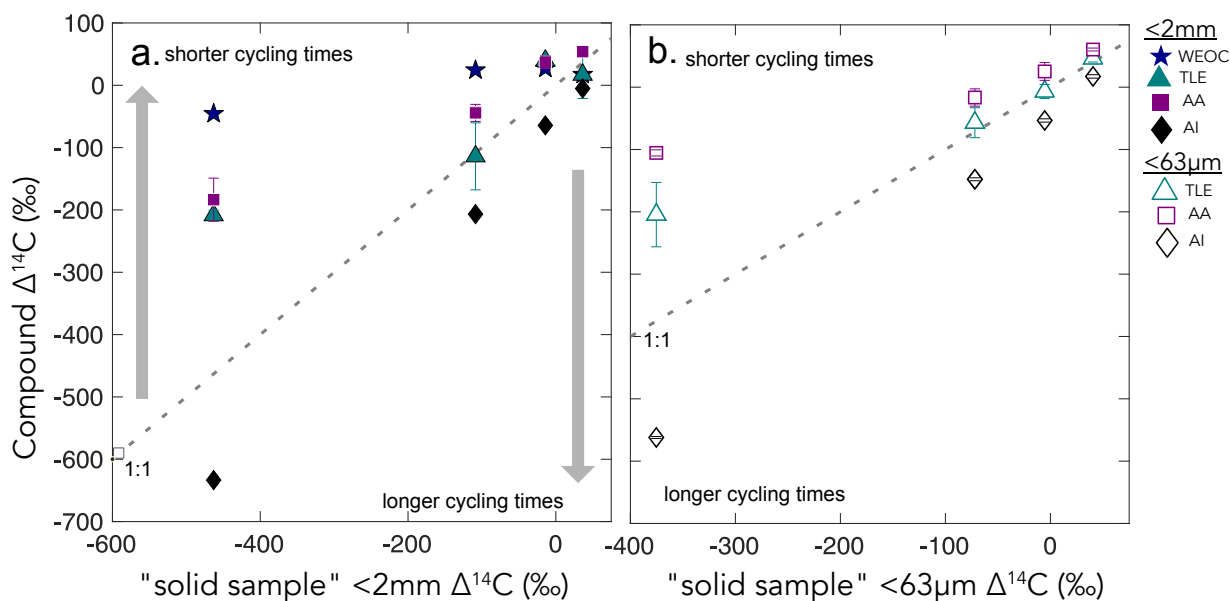 a.
shorter cycling times
100
0
-100
-200
-300
-400
-500
-600
-700
Compound Δ¹⁴C (‰)
1:1
longer cycling times
-600
-400
-200
0
"solid sample" <2mm Δ¹⁴C (‰)
b.
shorter cycling times
1:1
longer cycling times
-400
-300
-200
-100
0
"solid sample" <63µm Δ¹⁴C (‰)
<2mm
WEOC
TLE
AA
AI
<63µm
TLE
AA
AI